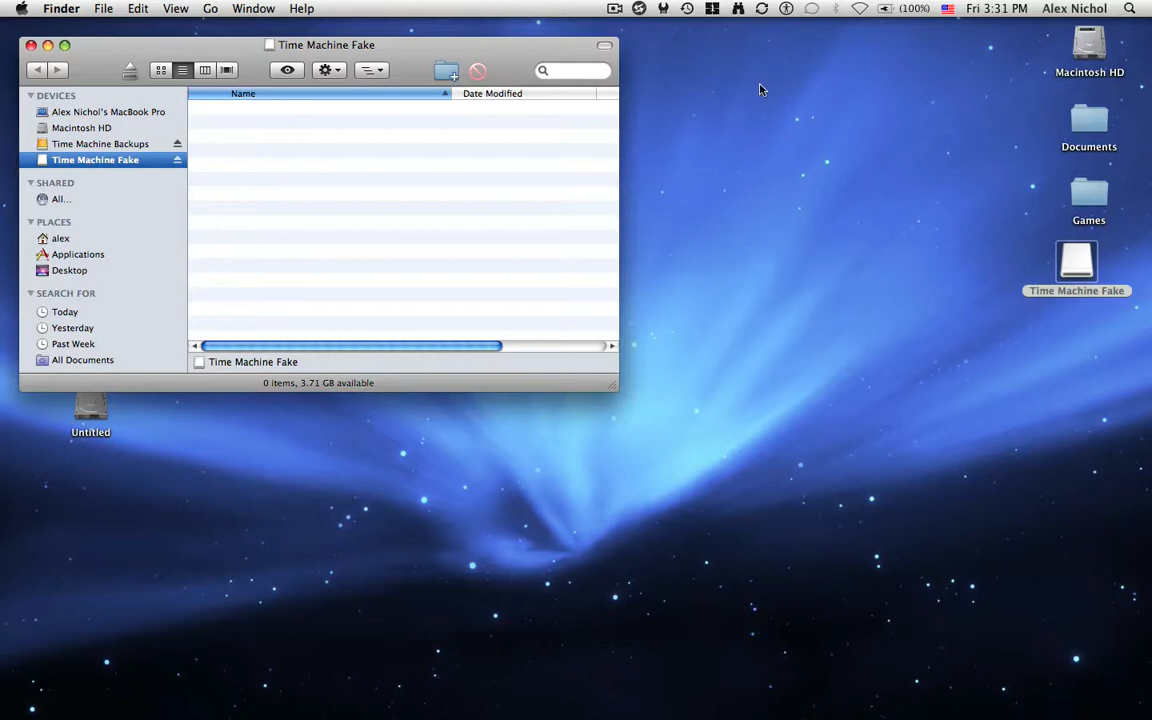 Finder File Edit View Go Window Help (100%) Fri 3:31 PM Alex Nichol
Time Machine Fake
Name Date Modified
DEVICES
Alex Nichol's MacBook Pro
Macintosh HD
Time Machine Backups
Time Machine Fake
SHARED
All...
PLACES
alex
Applications
Desktop
SEARCH FOR
Today
Yesterday
Past Week
All Documents
Time Machine Fake
0 items, 3.71 GB available
Macintosh HD
Documents
Games
Time Machine Fake
Untitled